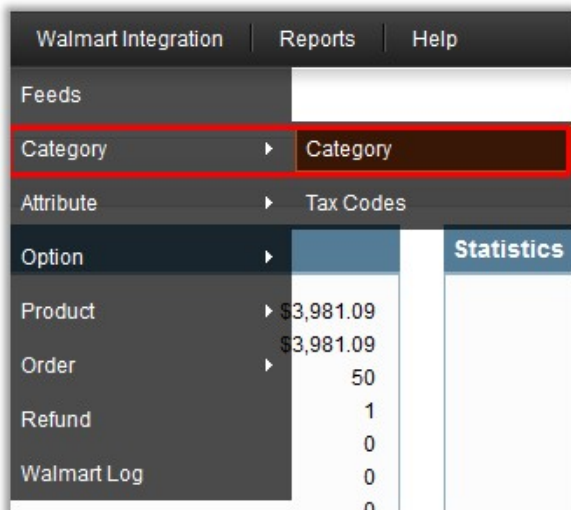 Walmart Integration Reports Help
Feeds
Category Category
Attribute Tax Codes
Option Statistics
Product $3,981.09
$3,981.09
Order
50
Refund 1
0
Walmart Log 0
0